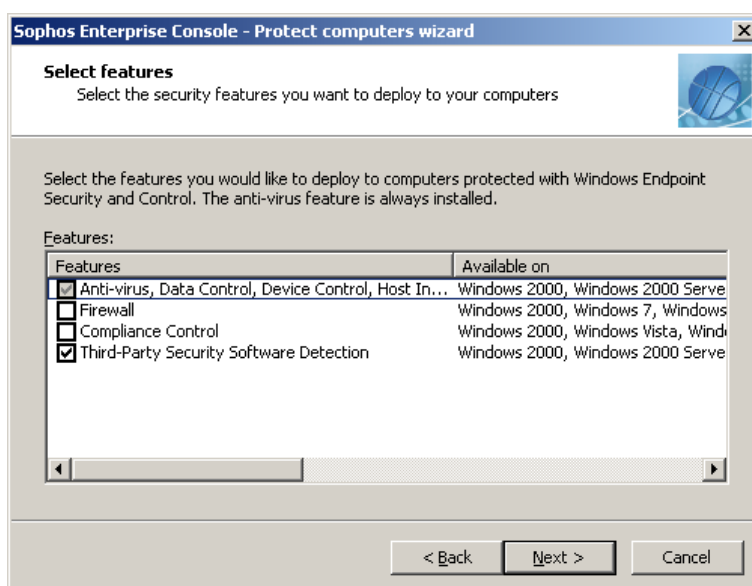 Sophos Enterprise Console - Protect computers wizard
Select features
Select the security features you want to deploy to your computers
Select the features you would like to deploy to computers protected with Windows Endpoint
Security and Control. The anti-virus feature is always installed.
Features:
Features Available on
Anti-virus, Data Control, Device Control, Host In... Windows 2000, Windows 2000 Serve
Firewall Windows 2000, Windows 7, Windows
Compliance Control Windows 2000, Windows Vista, Wind
Third-Party Security Software Detection Windows 2000, Windows 2000 Serve
< Back Next > Cancel